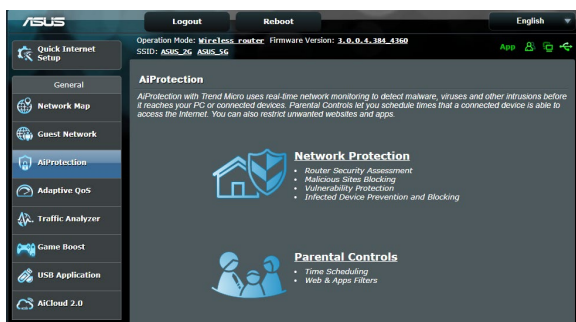 ASUS
Logout
Reboot
English
Quick Internet
Setup
Operation Mode: Wireless router Firmware Version: 3.0.0.4.384_4360
SSID: ASUS_2G ASUS_5G
App
General
Network Map
Guest Network
AiProtection
Adaptive QoS
Traffic Analyzer
Game Boost
USB Application
AiCloud 2.0
AiProtection
AiProtection with Trend Micro uses real-time network monitoring to detect malware, viruses and other intrusions before
it reaches your PC or connected devices. Parental Controls let you schedule times that a connected device is able to
access the Internet. You can also restrict unwanted websites and apps.
Network Protection
• Router Security Assessment
• Malicious Sites Blocking
• Vulnerability Protection
• Infected Device Prevention and Blocking
Parental Controls
• Time Scheduling
• Web & Apps Filters